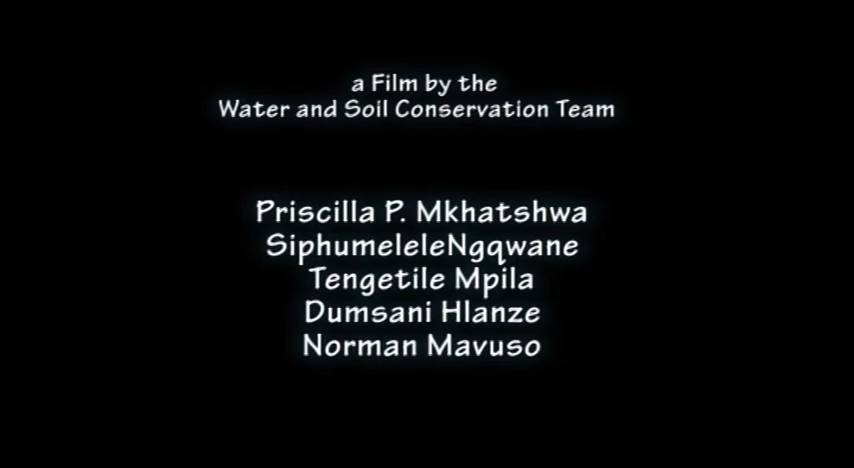 a Film by the
Water and Soil Conservation Team
Priscilla P. Mkhatshwa
SiphumeleleNgqwane
Tengetile Mpila
Dumsani Hlanze
Norman Mavuso